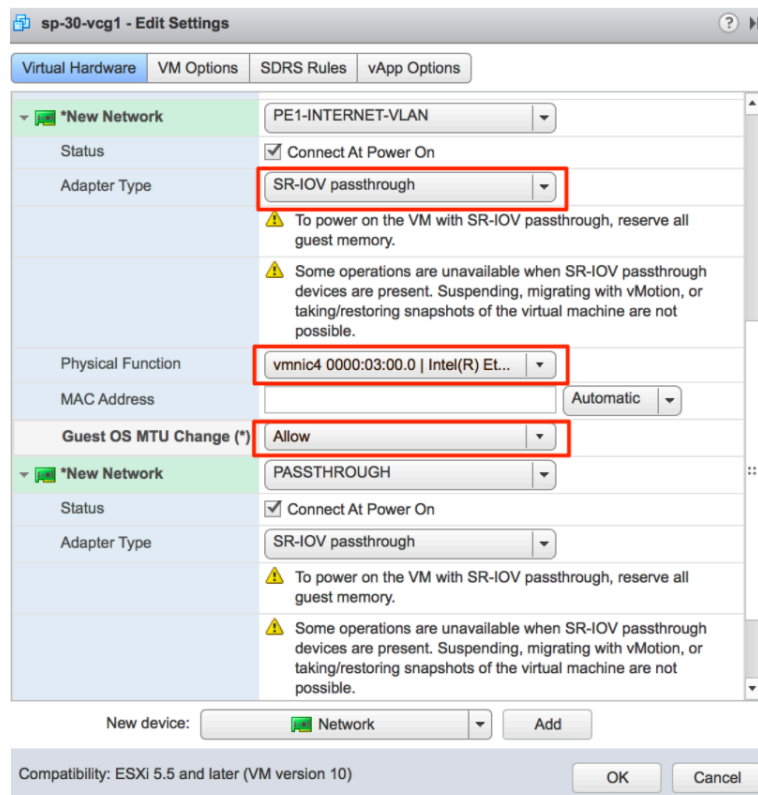 sp-30-vcg1 - Edit Settings ?
Virtual Hardware VM Options SDRS Rules vApp Options
*New Network PE1-INTERNET-VLAN
Status Connect At Power On
Adapter Type SR-IOV passthrough
To power on the VM with SR-IOV passthrough, reserve all
guest memory.
Some operations are unavailable when SR-IOV passthrough
devices are present. Suspending, migrating with vMotion, or
taking/restoring snapshots of the virtual machine are not
possible.
Physical Function vmnic4 0000:03:00.0 | Intel(R) Et...
MAC Address Automatic
Guest OS MTU Change (*) Allow
*New Network PASSTHROUGH
Status Connect At Power On
Adapter Type SR-IOV passthrough
To power on the VM with SR-IOV passthrough, reserve all
guest memory.
Some operations are unavailable when SR-IOV passthrough
devices are present. Suspending, migrating with vMotion, or
taking/restoring snapshots of the virtual machine are not
possible.
New device: Network Add
Compatibility: ESXi 5.5 and later (VM version 10) OK Cancel